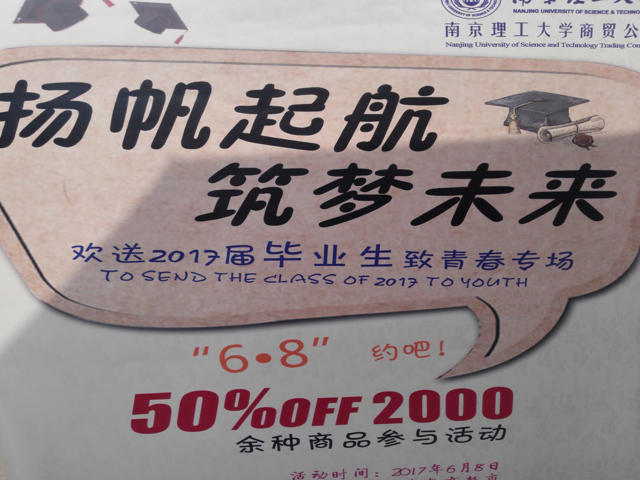 NANJING UNIVERSITY OF SCIENCE & TECHNO
南京理工大学商贸公
Nanjing University of Science and Technology Trading Com
扬帆起航
筑梦未来
欢送2017届毕业生致青春专场
TO SEND THE CLASS OF 2017 TO YOUTH
“6•8” 约吧!
50%OFF 2000
余种商品参与活动
活动时间:2017年6月8日